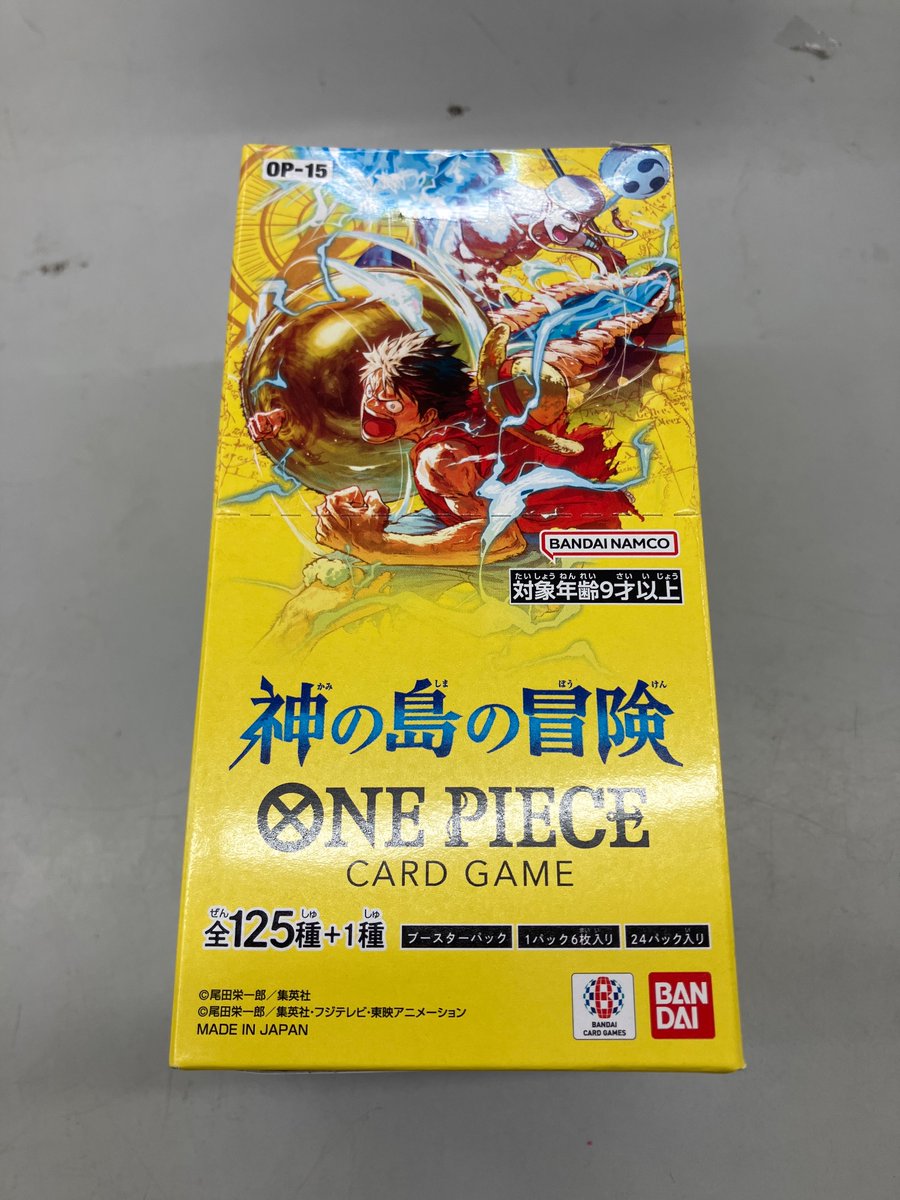 OP-15
BANDAI NAMCO
たいしょうねんれい さいいじょう
対象年齢9才以上
かみ しま ぼう けん
神の島の冒険
ONE PIECE
CARD GAME
ぜん しゅ しゅ
全125種+1種
ブースターパック
1パック6枚入り
24パック入り
©尾田栄一郎/集英社
©尾田栄一郎/集英社・フジテレビ・東映アニメーション
MADE IN JAPAN
BANDAI
CARD GAMES
BAN
DAI